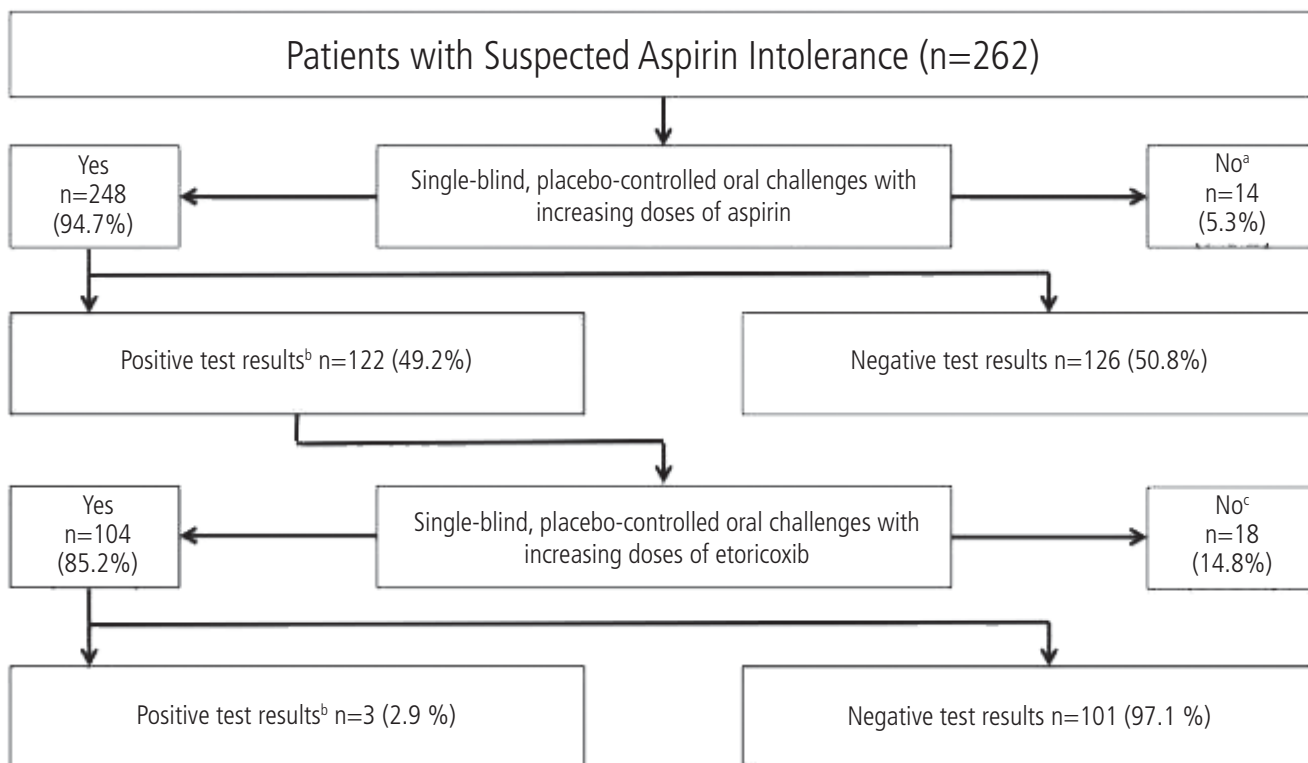 Patients with Suspected Aspirin Intolerance (n=262)
Yes
n=248
(94.7%)
Single-blind, placebo-controlled oral challenges with
increasing doses of aspirin
Noᵃ
n=14
(5.3%)
Positive test resultsᵇ n=122 (49.2%)
Negative test results n=126 (50.8%)
Yes
n=104
(85.2%)
Single-blind, placebo-controlled oral challenges with
increasing doses of etoricoxib
Noᶜ
n=18
(14.8%)
Positive test resultsᵇ n=3 (2.9 %)
Negative test results n=101 (97.1 %)